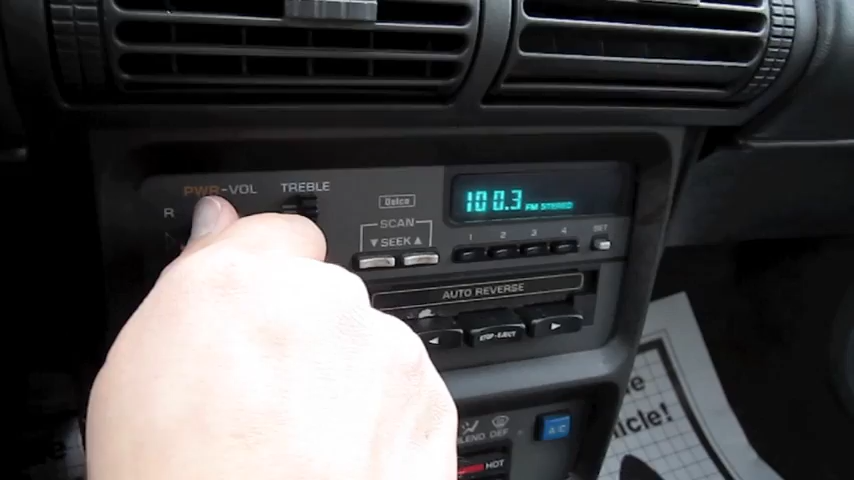 PWR-VOL TREBLE
R
Delco
SCAN
▼SEEK▲
100.3 FM STEREO
1 2 3 4 SET
AUTO REVERSE
◄ STOP-EJECT ►
BLEND DEF A/C
HOT
hicle!